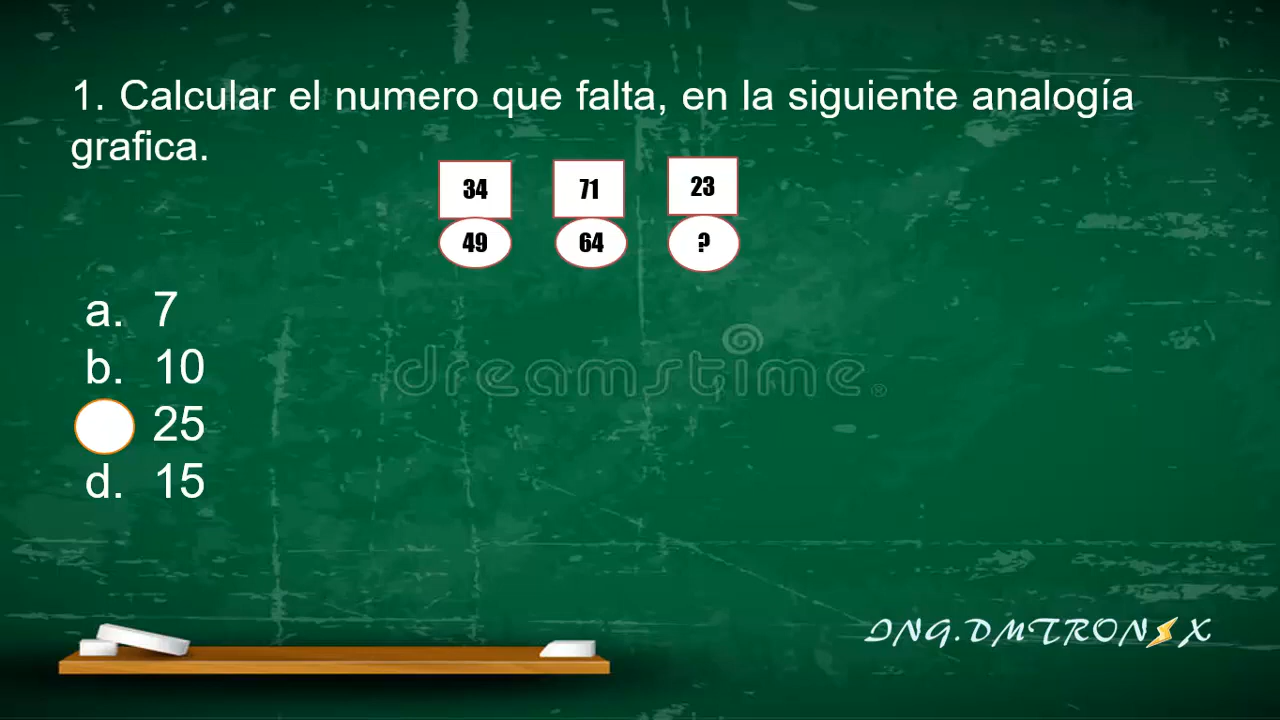 1. Calcular el numero que falta, en la siguiente analogía
grafica.
34 71 23
49 64 ?
a. 7
b. 10
25
d. 15
dreamstime®
ING.DMTRON⚡X